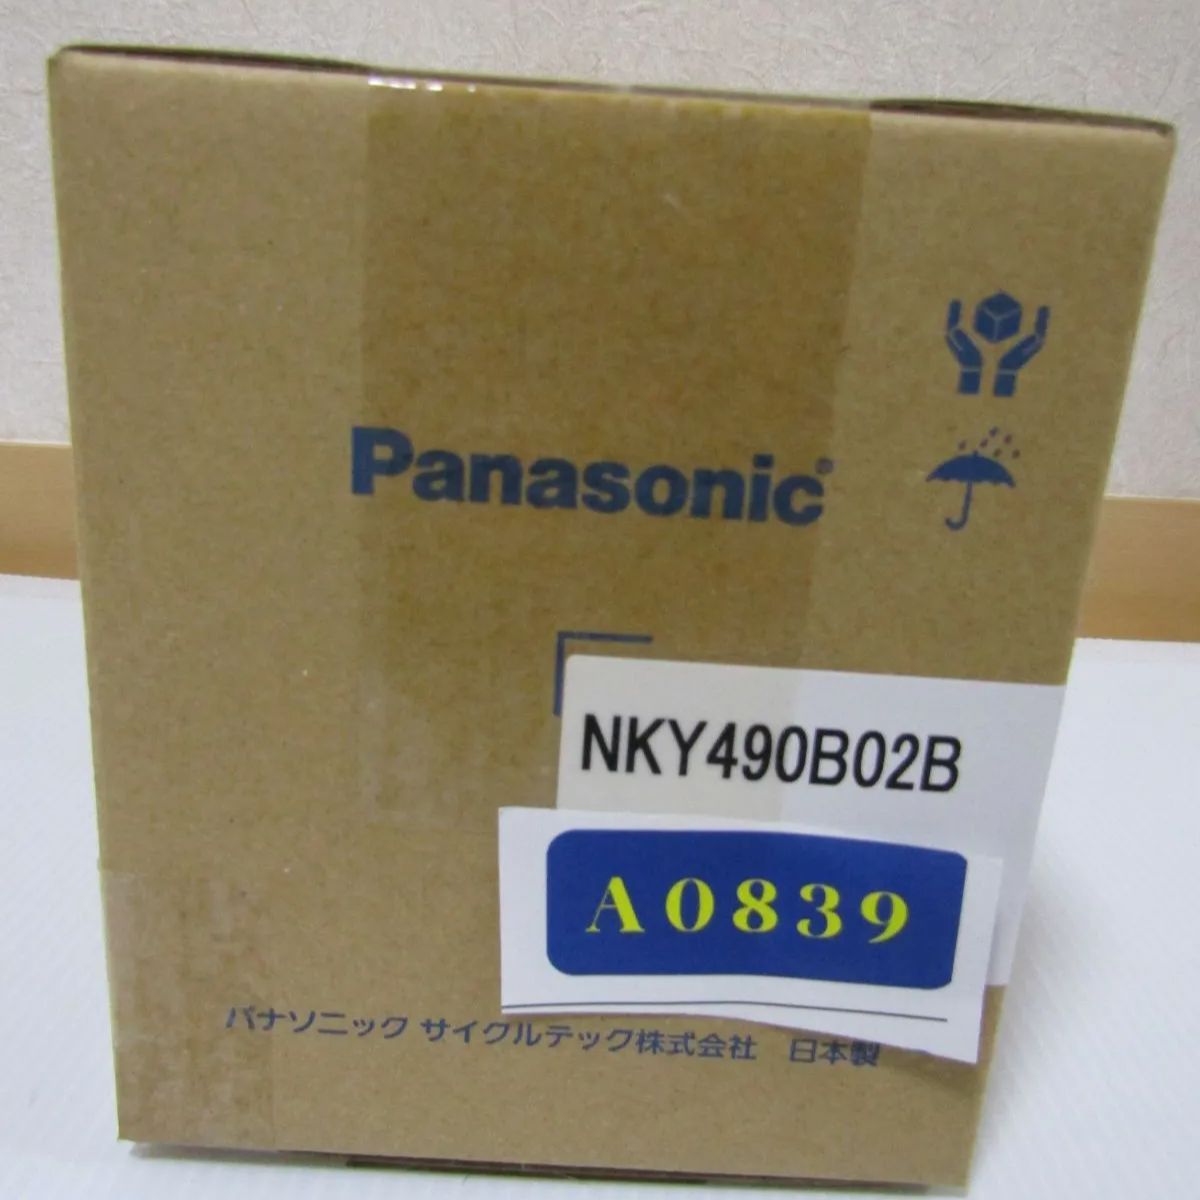 Panasonic®
NKY490B02B
A0839
パナソニック サイクルテック株式会社 日本製